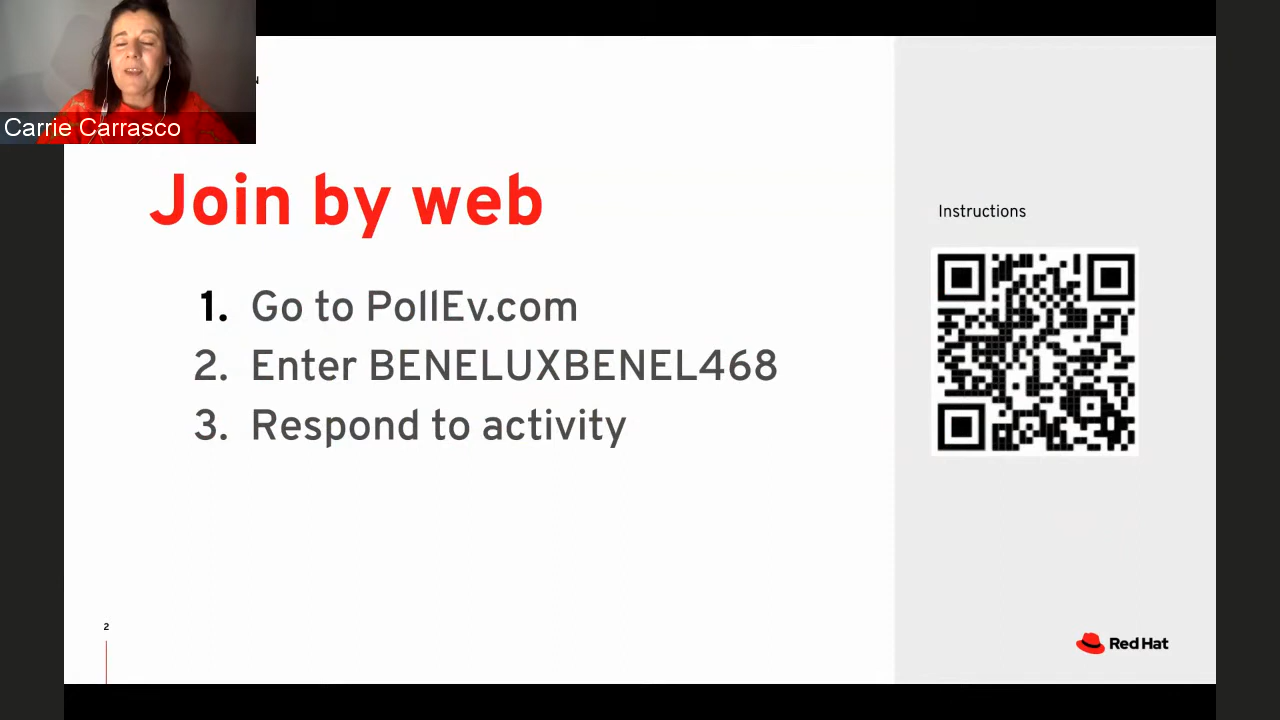 Carrie Carrasco
Join by web
1. Go to PollEv.com
2. Enter BENELUXBENEL468
3. Respond to activity
Instructions
2
Red Hat